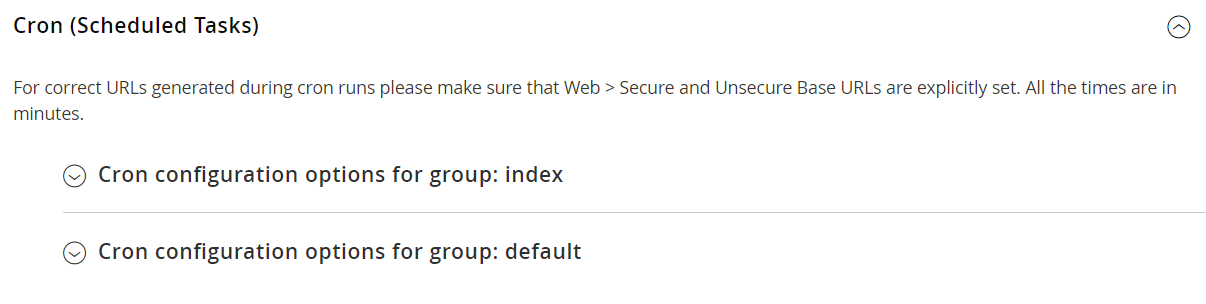 Cron (Scheduled Tasks)
For correct URLs generated during cron runs please make sure that Web > Secure and Unsecure Base URLs are explicitly set. All the times are in
minutes.
Cron configuration options for group: index
Cron configuration options for group: default